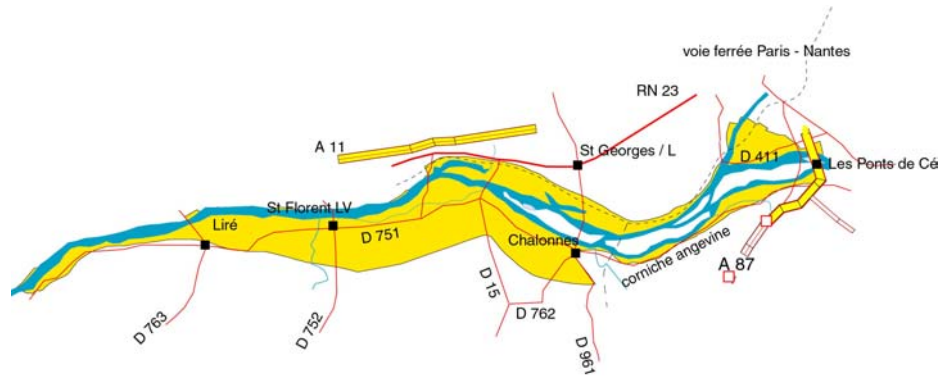 voie ferrée Paris - Nantes
RN 23
A 11
St Georges / L
D 411
Les Ponts de Cé
St Florent LV
Liré
D 751
Chalonnes
corniche angevine
A 87
D 15
D 762
D 763
D 752
D 961